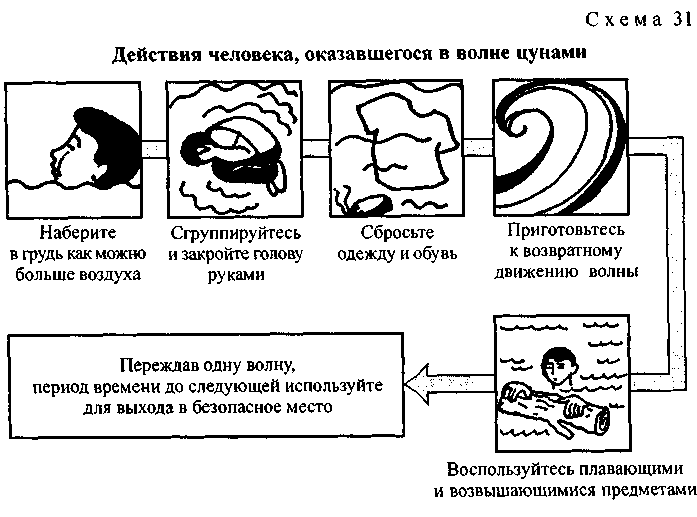 Схема 31
Действия человека, оказавшегося в волне цунами
Наберите
в грудь как можно
больше воздуха
Сгруппируйтесь
и закройте голову
руками
Сбросьте
одежду и обувь
Приготовьтесь
к возвратному
движению волны
Воспользуйтесь плавающими
и возвышающимися предметами
Переждав одну волну,
период времени до следующей используйте
для выхода в безопасное место